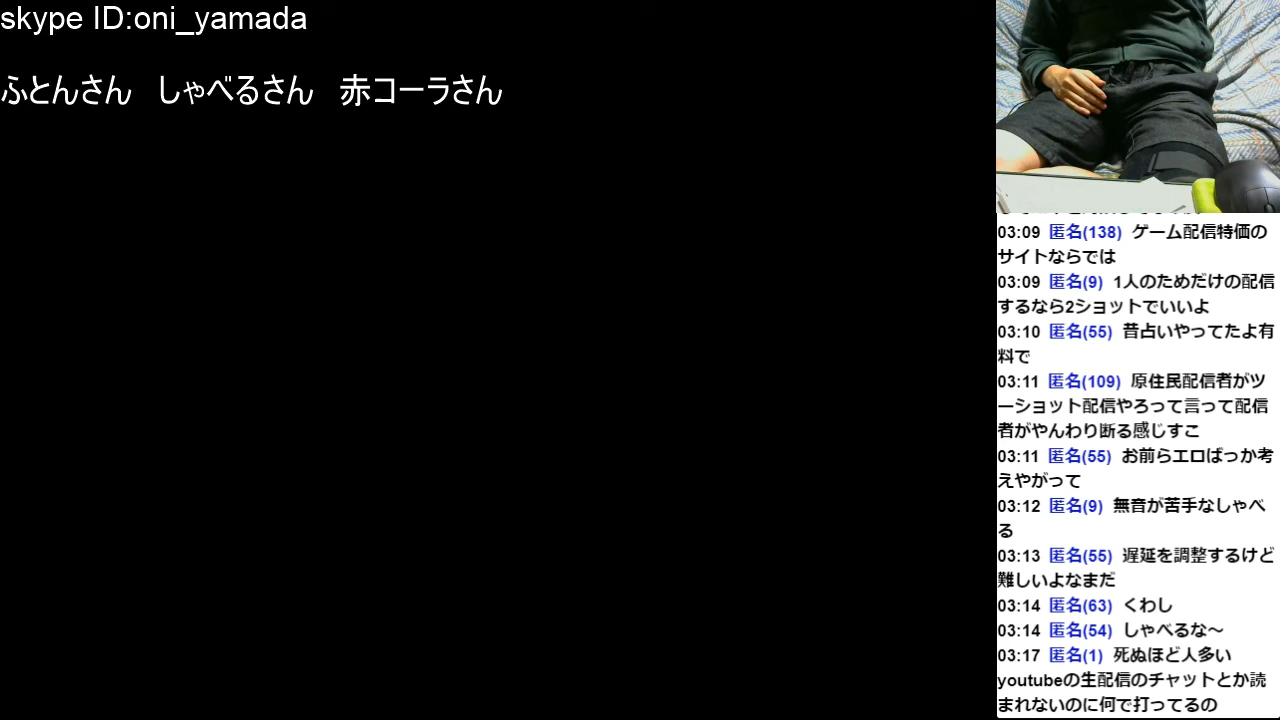 skype ID:oni_yamada
ふとんさん　しゃべるさん　赤コーラさん
03:09 匿名(138) ゲーム配信特価の
サイトならでは
03:09 匿名(9) 1人のためだけの配信
するなら2ショットでいいよ
03:10 匿名(55) 昔占いやってたよ有
料で
03:11 匿名(109) 原住民配信者がツ
ーショット配信やろって言って配信
者がやんわり断る感じすこ
03:11 匿名(55) お前らエロばっか考
えやがって
03:12 匿名(9) 無音が苦手なしゃべ
る
03:13 匿名(55) 遅延を調整するけど
難しいよなまだ
03:14 匿名(63) くわし
03:14 匿名(54) しゃべるな～
03:17 匿名(1) 死ぬほど人多い
youtubeの生配信のチャットとか読
まれないのに何で打ってるの